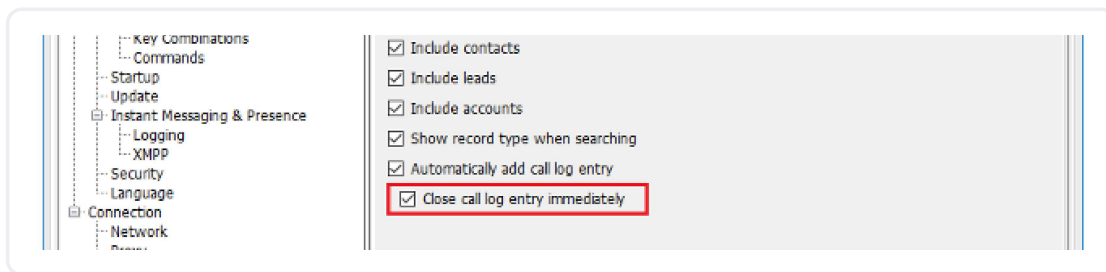 Key Combinations
Commands
Startup
Update
Instant Messaging & Presence
Logging
XMPP
Security
Language
Connection
Network
Include contacts
Include leads
Include accounts
Show record type when searching
Automatically add call log entry
Close call log entry immediately